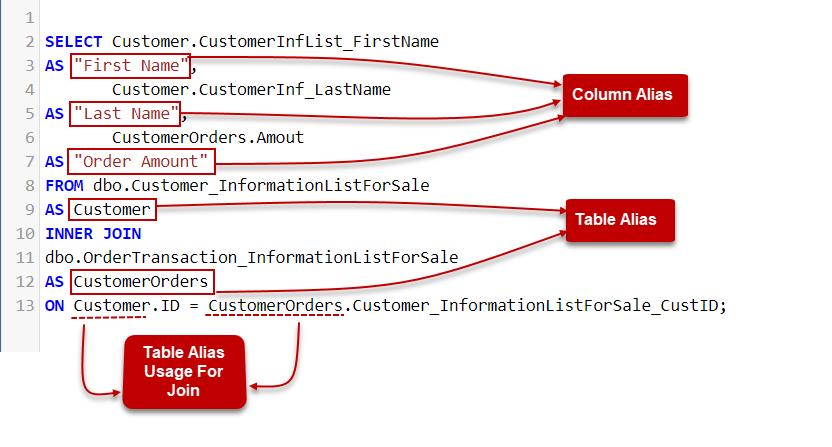 1
2 SELECT Customer.CustomerInfList_FirstName
3 AS "First Name",
4 Customer.CustomerInf_LastName
5 AS "Last Name",
6 CustomerOrders.Amout
7 AS "Order Amount"
8 FROM dbo.Customer_InformationListForSale
9 AS Customer
10 INNER JOIN
11 dbo.OrderTransaction_InformationListForSale
12 AS CustomerOrders
13 ON Customer.ID = CustomerOrders.Customer_InformationListForSale_CustID;
Column Alias
Table Alias
Table Alias
Usage For
Join